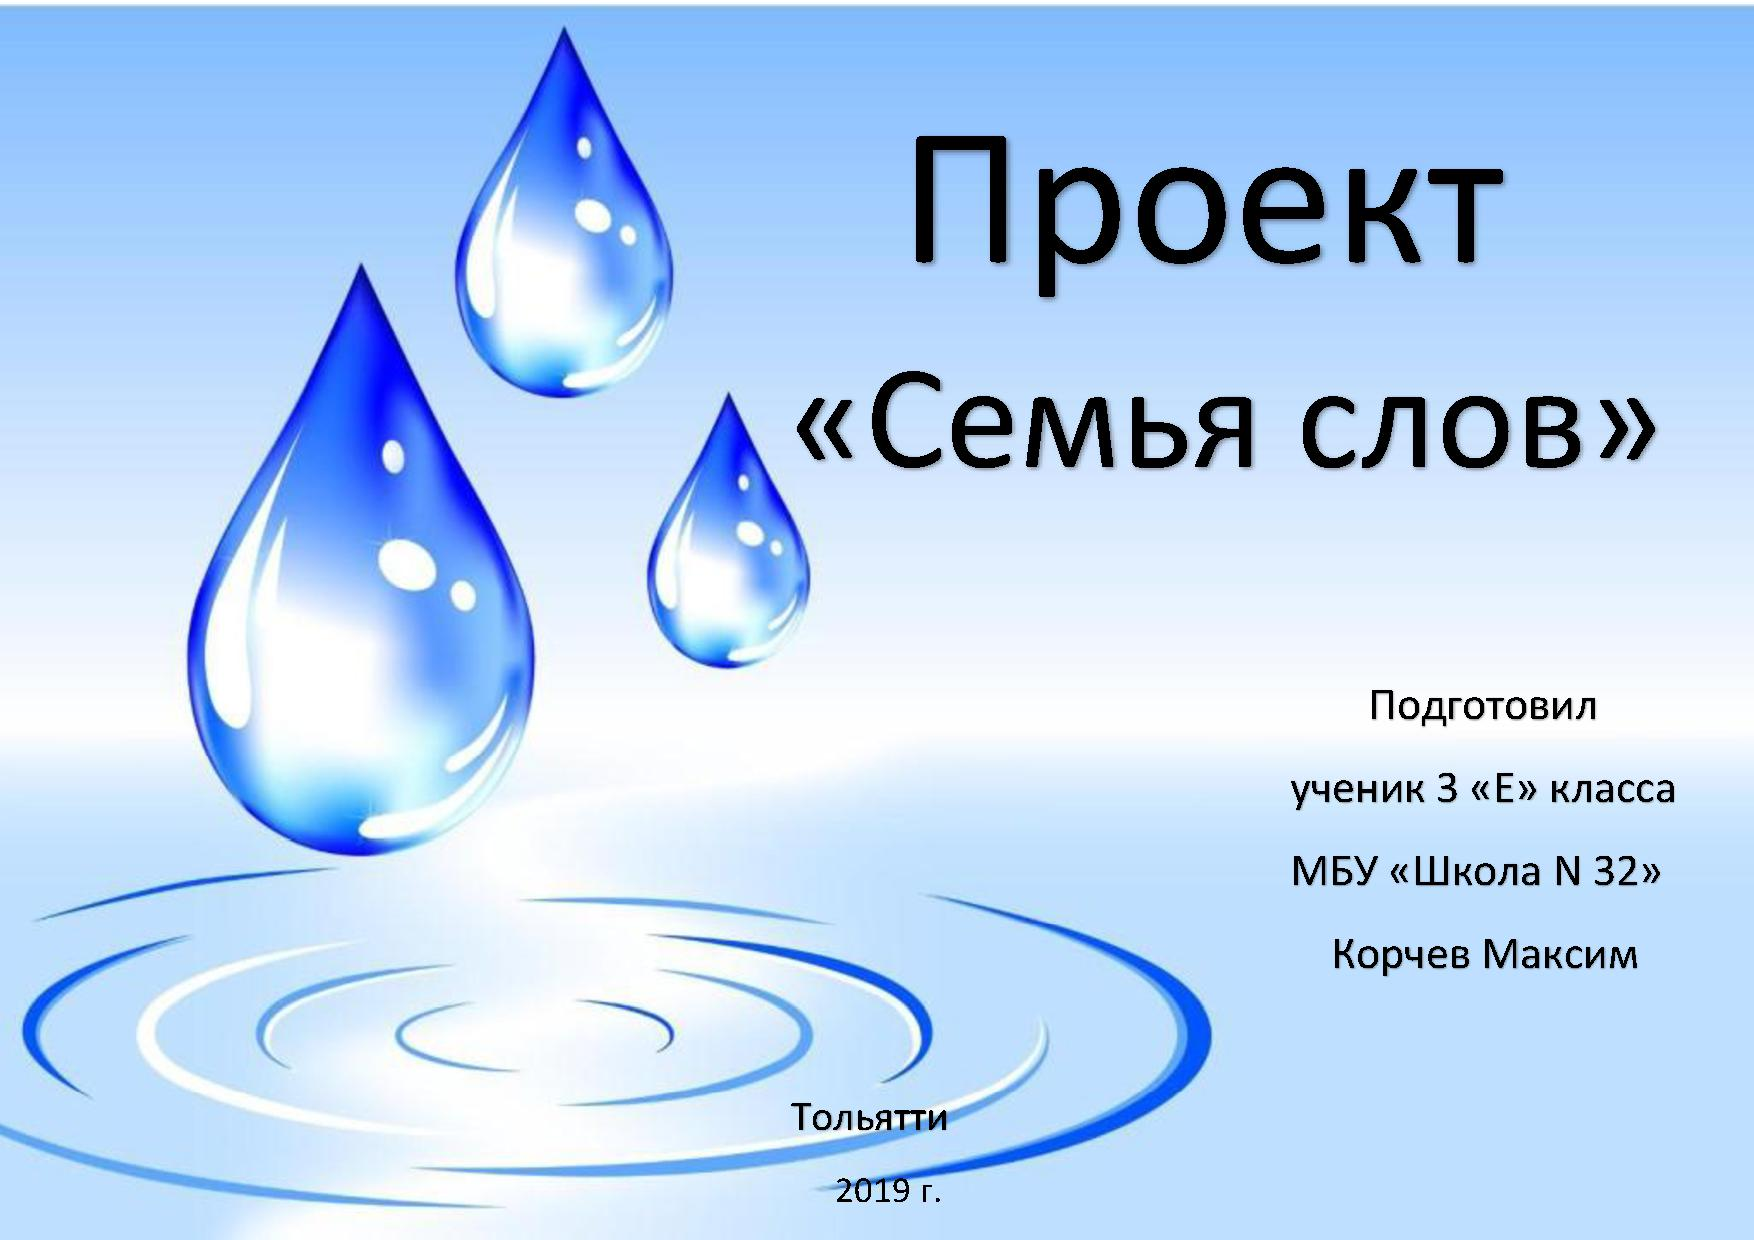 Проект
«Семья слов»
Подготовил
ученик 3 «Е» класса
МБУ «Школа N 32»
Корчев Максим
Тольятти
2019 г.